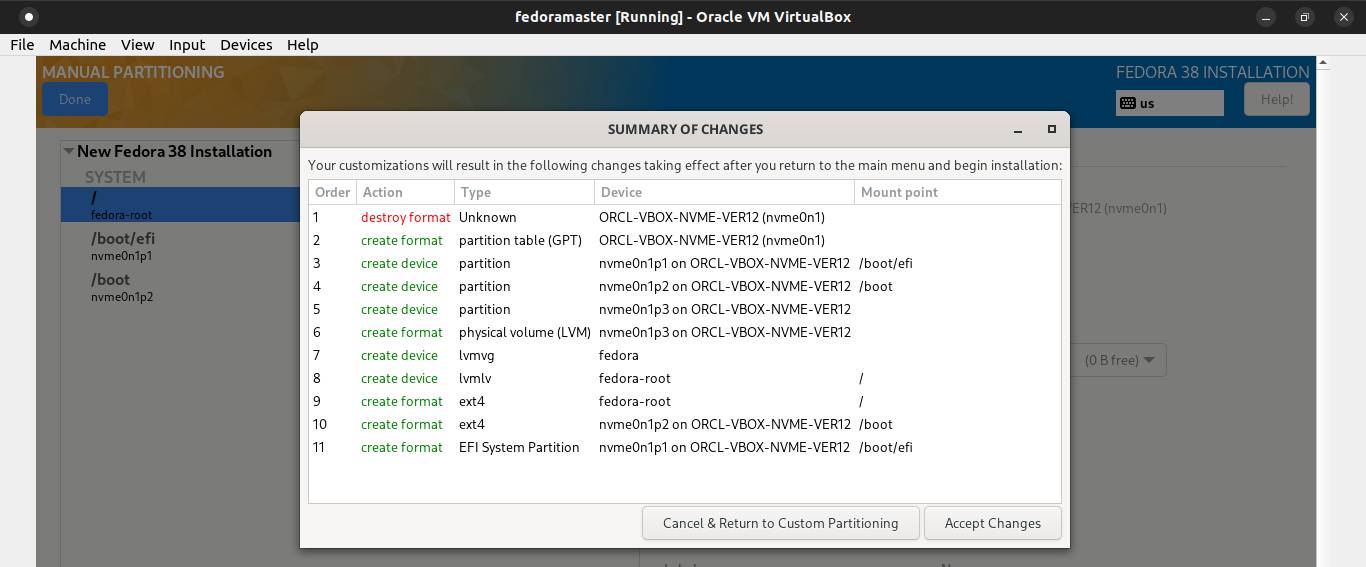 fedoramaster [Running] - Oracle VM VirtualBox
File Machine View Input Devices Help
MANUAL PARTITIONING
FEDORA 38 INSTALLATION
Done
us
Help!
SUMMARY OF CHANGES
New Fedora 38 Installation
SYSTEM
/
fedora-root
/boot/efi
nvme0n1p1
/boot
nvme0n1p2
Your customizations will result in the following changes taking effect after you return to the main menu and begin installation:
Order Action Type Device Mount point
1 destroy format Unknown ORCL-VBOX-NVME-VER12 (nvme0n1)
2 create format partition table (GPT) ORCL-VBOX-NVME-VER12 (nvme0n1)
3 create device partition nvme0n1p1 on ORCL-VBOX-NVME-VER12 /boot/efi
4 create device partition nvme0n1p2 on ORCL-VBOX-NVME-VER12 /boot
5 create device partition nvme0n1p3 on ORCL-VBOX-NVME-VER12
6 create format physical volume (LVM) nvme0n1p3 on ORCL-VBOX-NVME-VER12
7 create device lvmvg fedora
8 create device lvmlv fedora-root /
9 create format ext4 fedora-root /
10 create format ext4 nvme0n1p2 on ORCL-VBOX-NVME-VER12 /boot
11 create format EFI System Partition nvme0n1p1 on ORCL-VBOX-NVME-VER12 /boot/efi
ER12 (nvme0n1)
(0 B free)
Cancel & Return to Custom Partitioning
Accept Changes